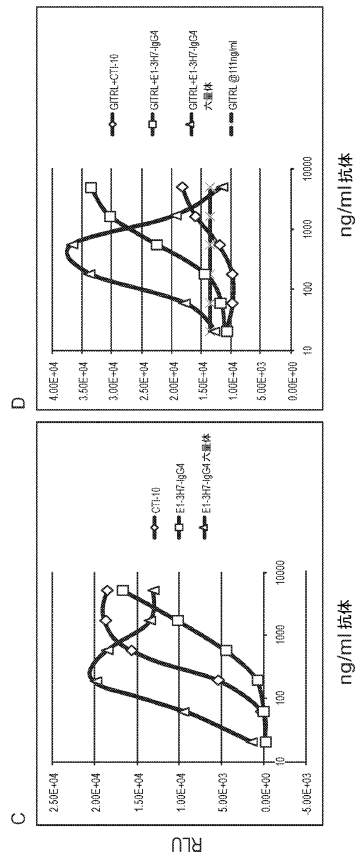 C
2.50E+04
2.00E+04
1.50E+04
1.00E+04
5.00E+03
0.00E+00
-5.00E+03
10
100
1000
10000
RLU
ng/ml 抗体
CTI-10
E1-3H7-IgG4
E1-3H7-IgG4 六量体
D
4.00E+04
3.50E+04
3.00E+04
2.50E+04
2.00E+04
1.50E+04
1.00E+04
5.00E+03
0.00E+00
10
100
1000
10000
ng/ml 抗体
GITRL+CTI-10
GITRL+E1-3H7-IgG4
GITRL+E1-3H7-IgG4
六量体
GITRL @111ng/ml